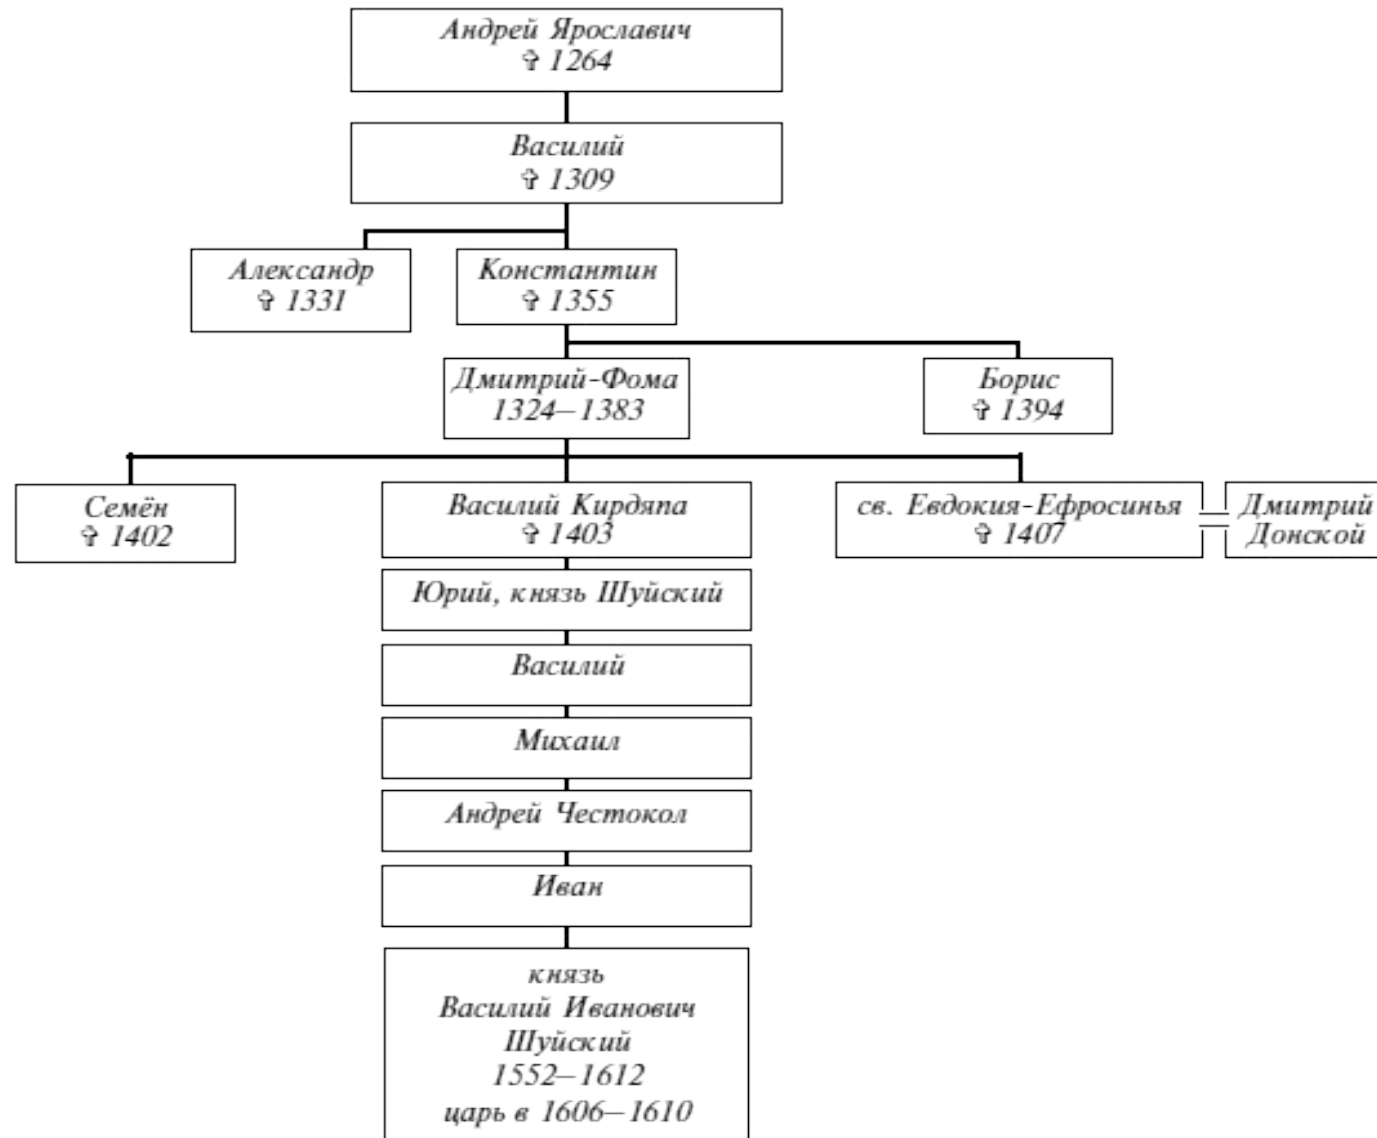 Андрей Ярославич
✞ 1264
Василий
✞ 1309
Александр
✞ 1331
Константин
✞ 1355
Дмитрий-Фома
1324–1383
Борис
✞ 1394
Семён
✞ 1402
Василий Кирдяпа
✞ 1403
св. Евдокия-Ефросинья
✞ 1407
Дмитрий
Донской
Юрий, князь Шуйский
Василий
Михаил
Андрей Честокол
Иван
князь
Василий Иванович
Шуйский
1552–1612
царь в 1606–1610